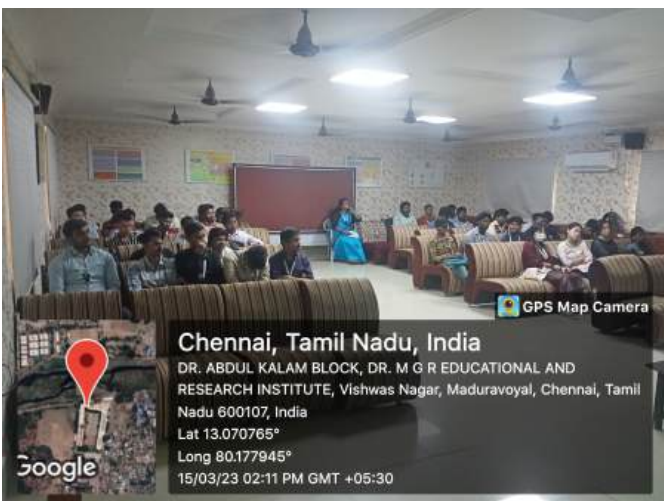 GPS Map Camera
Chennai, Tamil Nadu, India
DR. ABDUL KALAM BLOCK, DR. M G R EDUCATIONAL AND
RESEARCH INSTITUTE, Vishwas Nagar, Maduravoyal, Chennai, Tamil
Nadu 600107, India
Lat 13.070765°
Long 80.177945°
15/03/23 02:11 PM GMT +05:30
Google